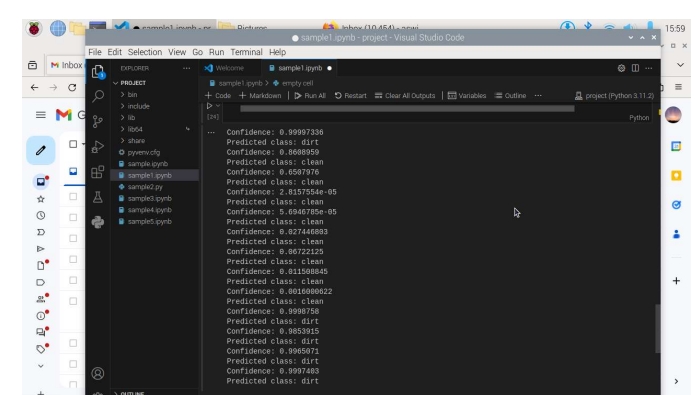 sample1.ipynb - pr
Pictures
Inbox (10,454) - aswi
15:59
sample1.ipynb - project - Visual Studio Code
File Edit Selection View Go Run Terminal Help
Inbox
EXPLORER
Welcome
sample1.ipynb
PROJECT
bin
include
lib
lib64
share
pyvenv.cfg
sample.ipynb
sample1.ipynb
sample2.py
sample3.ipynb
sample4.ipynb
sample5.ipynb
OUTLINE
sample1.ipynb > empty cell
+ Code + Markdown | Run All Restart Clear All Outputs | Variables Outline ...
project (Python 3.11.2)
[24]
Python
... Confidence: 0.99997336
Predicted class: dirt
Confidence: 0.8608959
Predicted class: clean
Confidence: 0.6507976
Predicted class: clean
Confidence: 2.8157554e-05
Predicted class: clean
Confidence: 5.6946785e-05
Predicted class: clean
Confidence: 0.027446803
Predicted class: clean
Confidence: 0.06722125
Predicted class: clean
Confidence: 0.011508845
Predicted class: clean
Confidence: 0.0016000622
Predicted class: clean
Confidence: 0.9998758
Predicted class: dirt
Confidence: 0.9853915
Predicted class: dirt
Confidence: 0.9965071
Predicted class: dirt
Confidence: 0.9997403
Predicted class: dirt